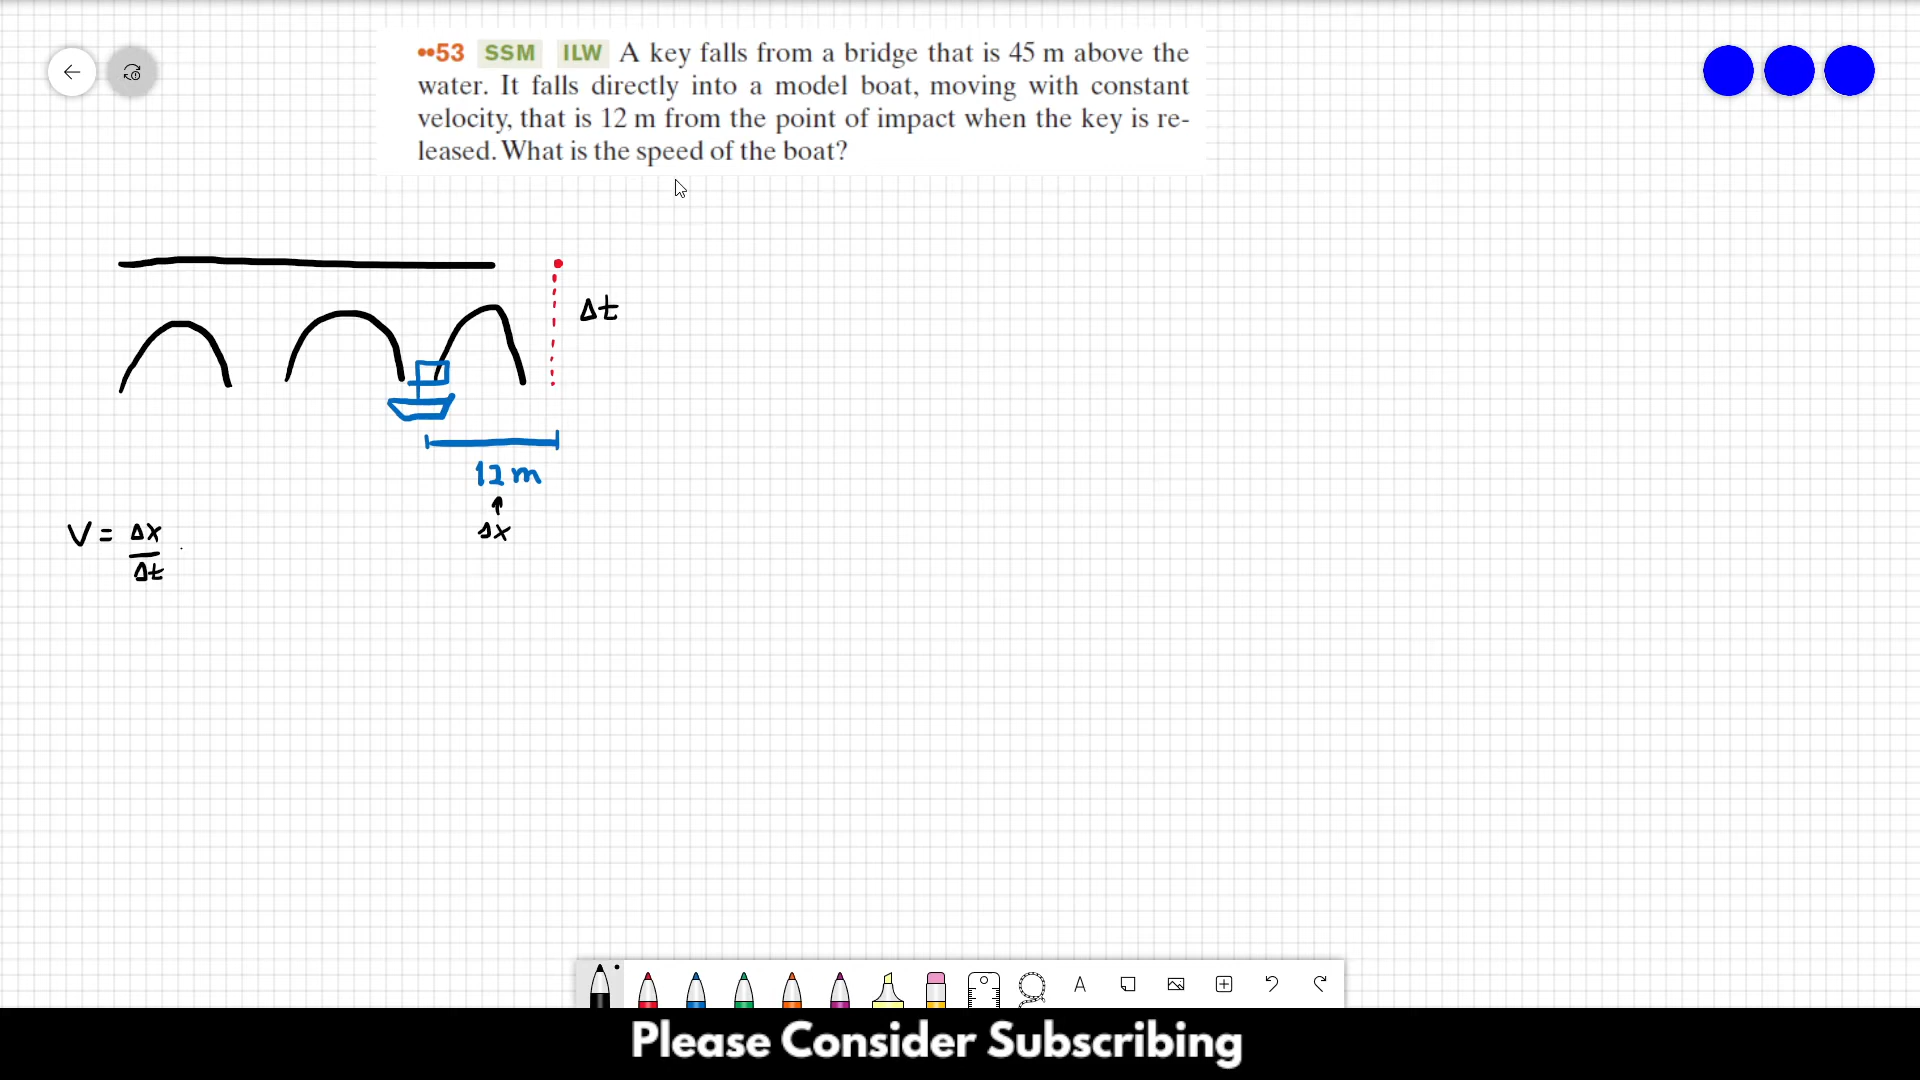 ••53 SSM ILW A key falls from a bridge that is 45 m above the
water. It falls directly into a model boat, moving with constant
velocity, that is 12 m from the point of impact when the key is re-
leased. What is the speed of the boat?
Δt
12 m
Δx
V = Δx
Δt
A
Please Consider Subscribing